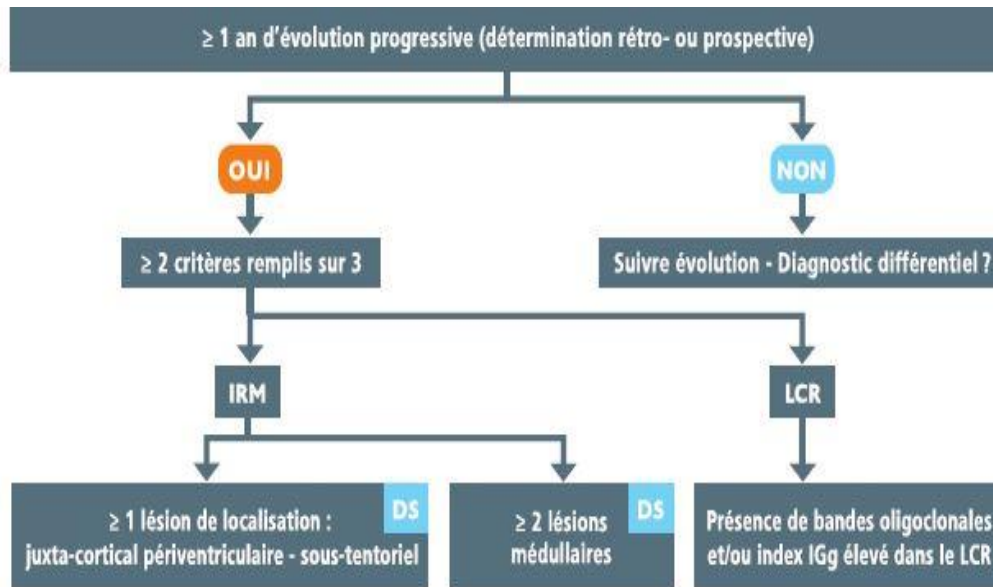 ≥ 1 an d’évolution progressive (détermination rétro- ou prospective)
OUI
NON
≥ 2 critères remplis sur 3
Suivre évolution - Diagnostic différentiel ?
IRM
LCR
≥ 1 lésion de localisation :
juxta-cortical périventriculaire - sous-tentoriel
DS
≥ 2 lésions
médullaires
DS
Présence de bandes oligoclonales
et/ou index IGg élevé dans le LCR